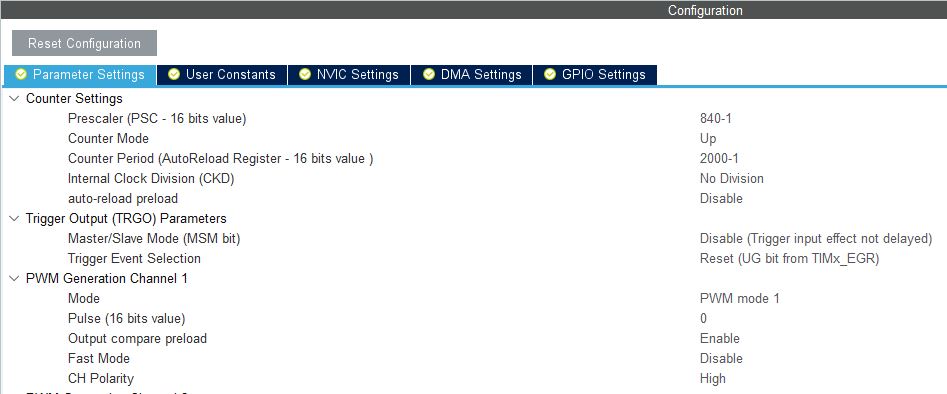 Configuration
Reset Configuration
Parameter Settings User Constants NVIC Settings DMA Settings GPIO Settings
Counter Settings
Prescaler (PSC - 16 bits value) 840-1
Counter Mode Up
Counter Period (AutoReload Register - 16 bits value ) 2000-1
Internal Clock Division (CKD) No Division
auto-reload preload Disable
Trigger Output (TRGO) Parameters
Master/Slave Mode (MSM bit) Disable (Trigger input effect not delayed)
Trigger Event Selection Reset (UG bit from TIMx_EGR)
PWM Generation Channel 1
Mode PWM mode 1
Pulse (16 bits value) 0
Output compare preload Enable
Fast Mode Disable
CH Polarity High